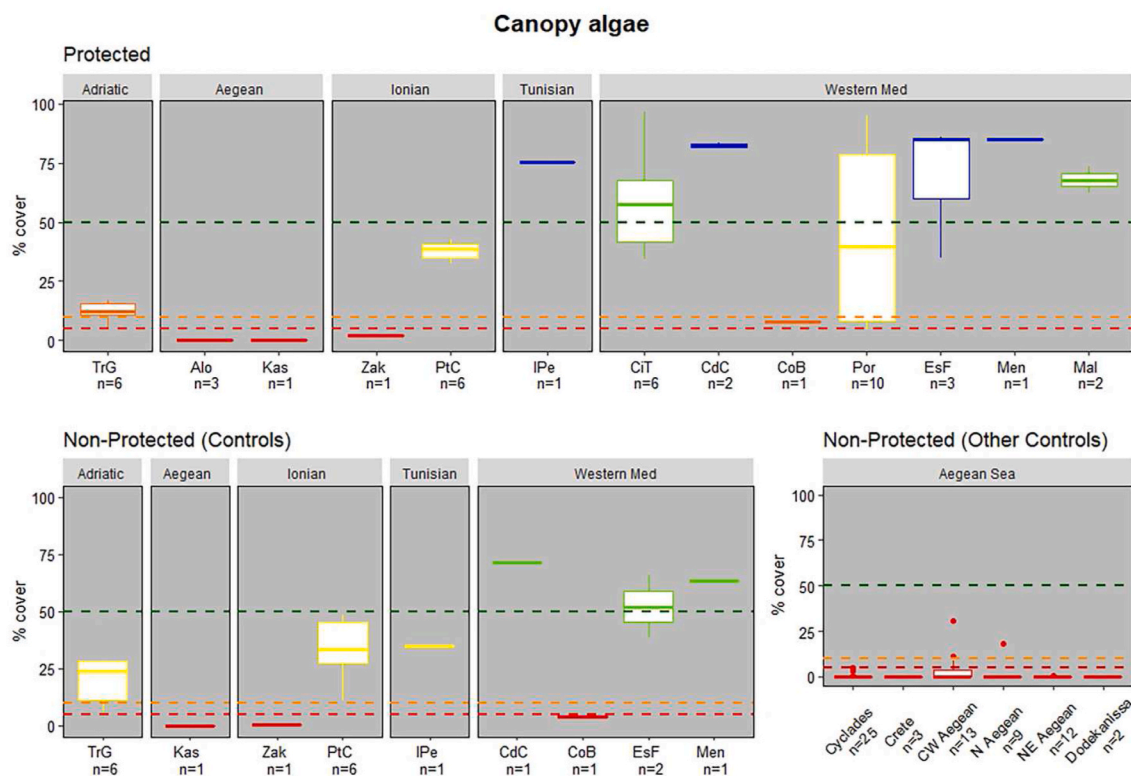 Canopy algae
Protected
Adriatic Aegean Ionian Tunisian Western Med
100
75
50
25
0
% cover
TrG Alo Kas Zak PtC IPe CiT CdC CoB Por EsF Men Mal
n=6 n=3 n=1 n=1 n=6 n=1 n=6 n=2 n=1 n=10 n=3 n=1 n=2
Non-Protected (Controls)
Adriatic Aegean Ionian Tunisian Western Med
100
75
50
25
0
% cover
TrG Kas Zak PtC IPe CdC CoB EsF Men
n=6 n=1 n=1 n=6 n=1 n=1 n=1 n=2 n=1
Non-Protected (Other Controls)
Aegean Sea
100
75
50
25
0
% cover
Cyclades
n=25
Crete
n=3
CW Aegean
n=13
N Aegean
n=9
NE Aegean
n=12
Dodekanissa
n=2